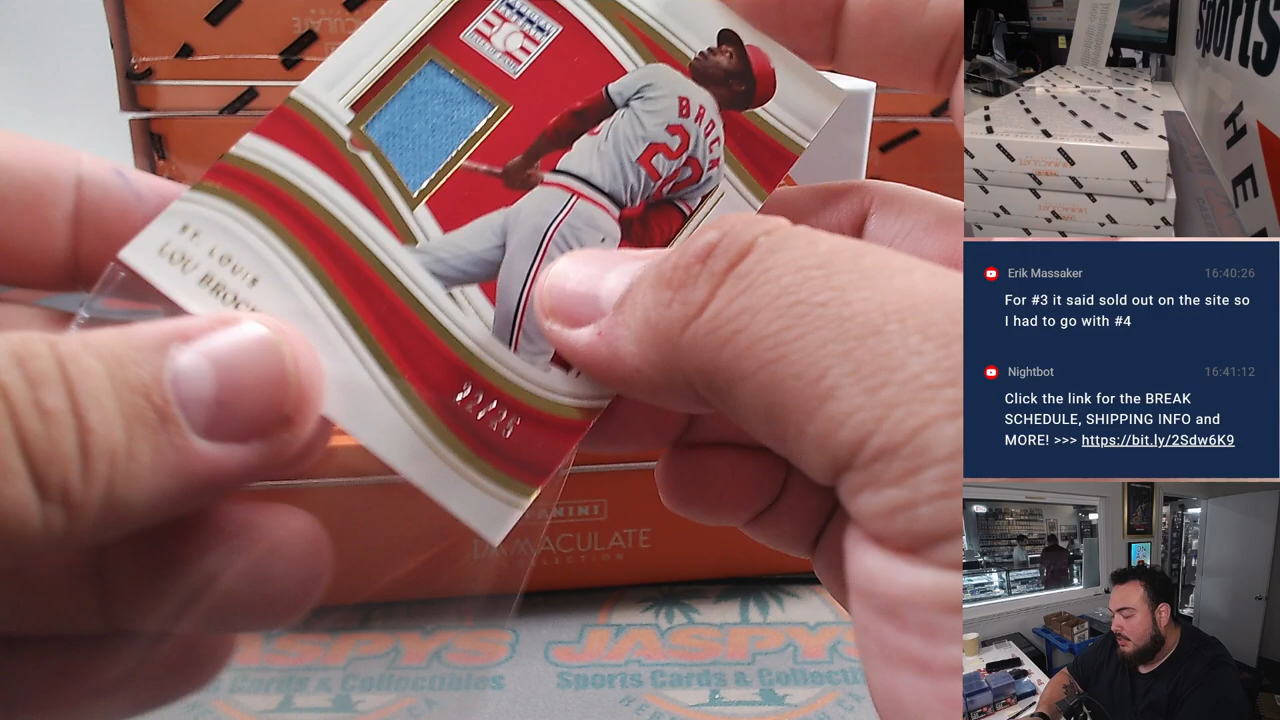 BROCK
20
ST. LOUIS
LOU BROCK
22/25
PANINI
IMMACULATE
COLLECTION
JASPYS
Sports Cards & Collectibles
JASPYS
Sports Cards & Collectibles
sports
HE
Erik Massaker 16:40:26
For #3 it said sold out on the site so
I had to go with #4
Nightbot 16:41:12
Click the link for the BREAK
SCHEDULE, SHIPPING INFO and
MORE! >>> https://bit.ly/2Sdw6K9